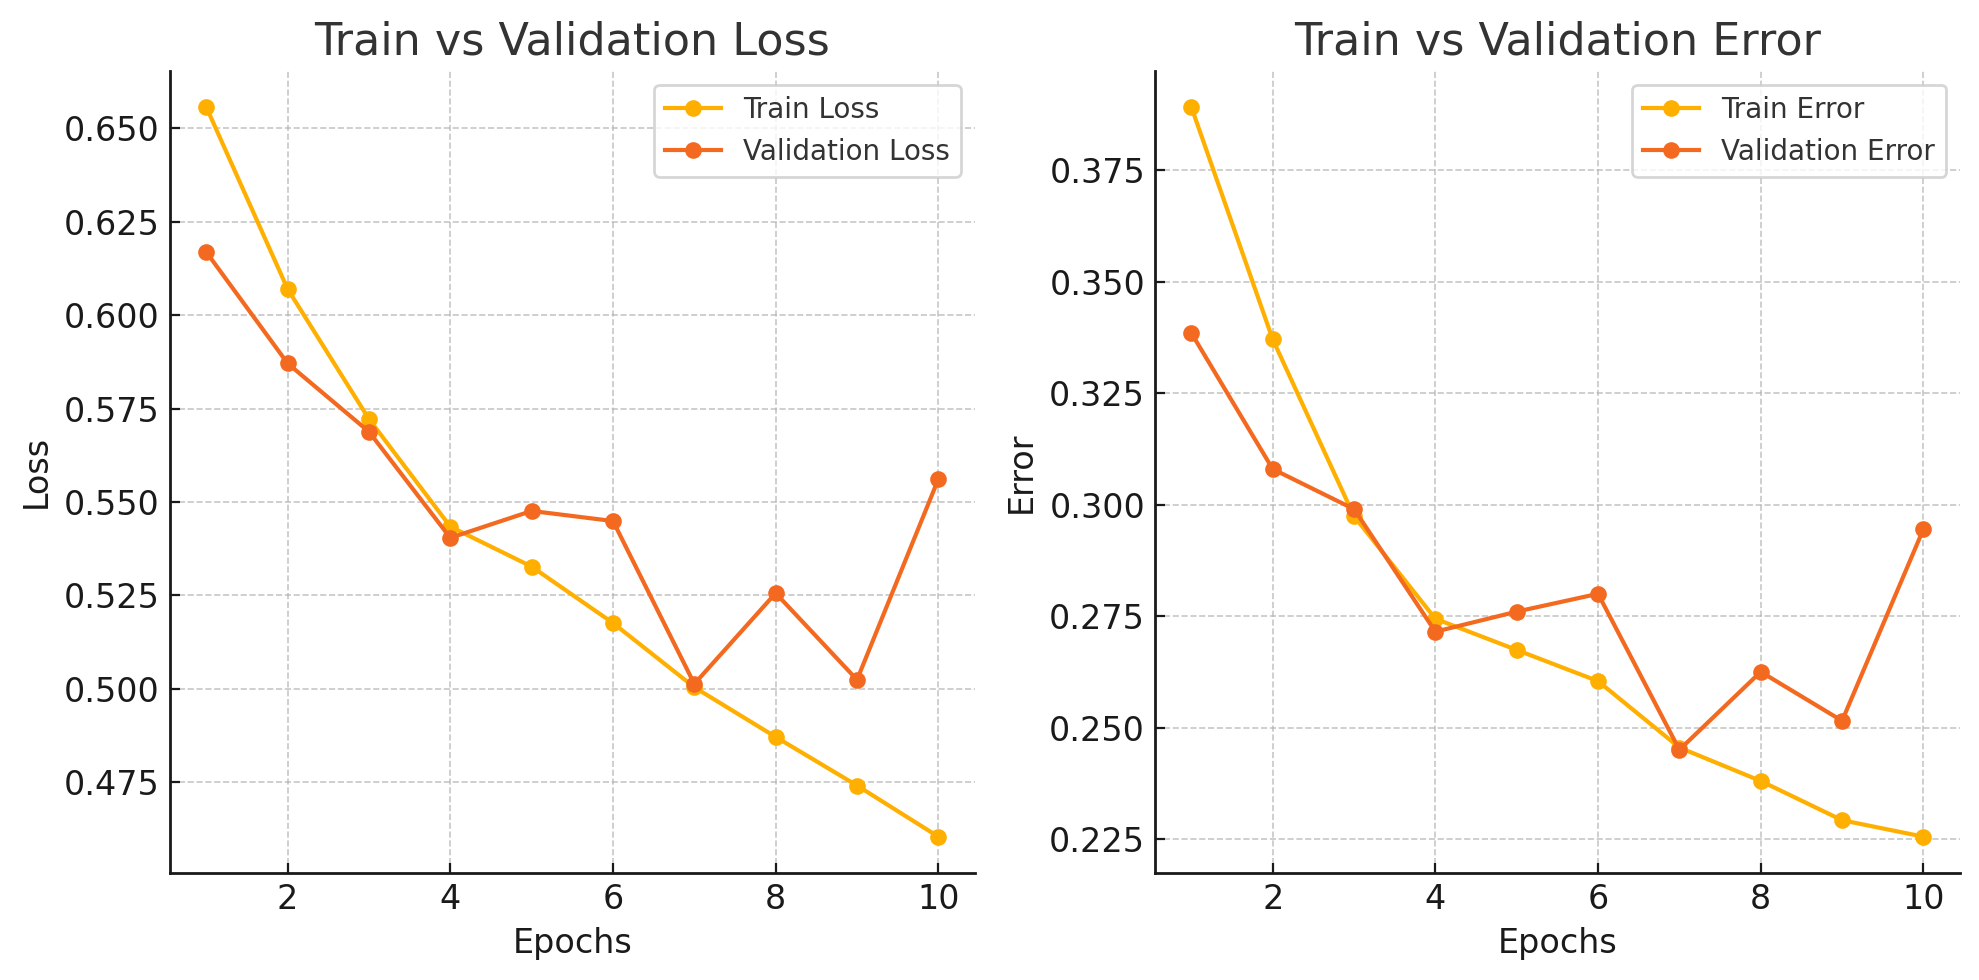 Train vs Validation Loss
Train Loss
Validation Loss
0.650
0.625
0.600
0.575
0.550
0.525
0.500
0.475
Loss
2 4 6 8 10
Epochs
Train vs Validation Error
Train Error
Validation Error
0.375
0.350
0.325
0.300
0.275
0.250
0.225
Error
2 4 6 8 10
Epochs